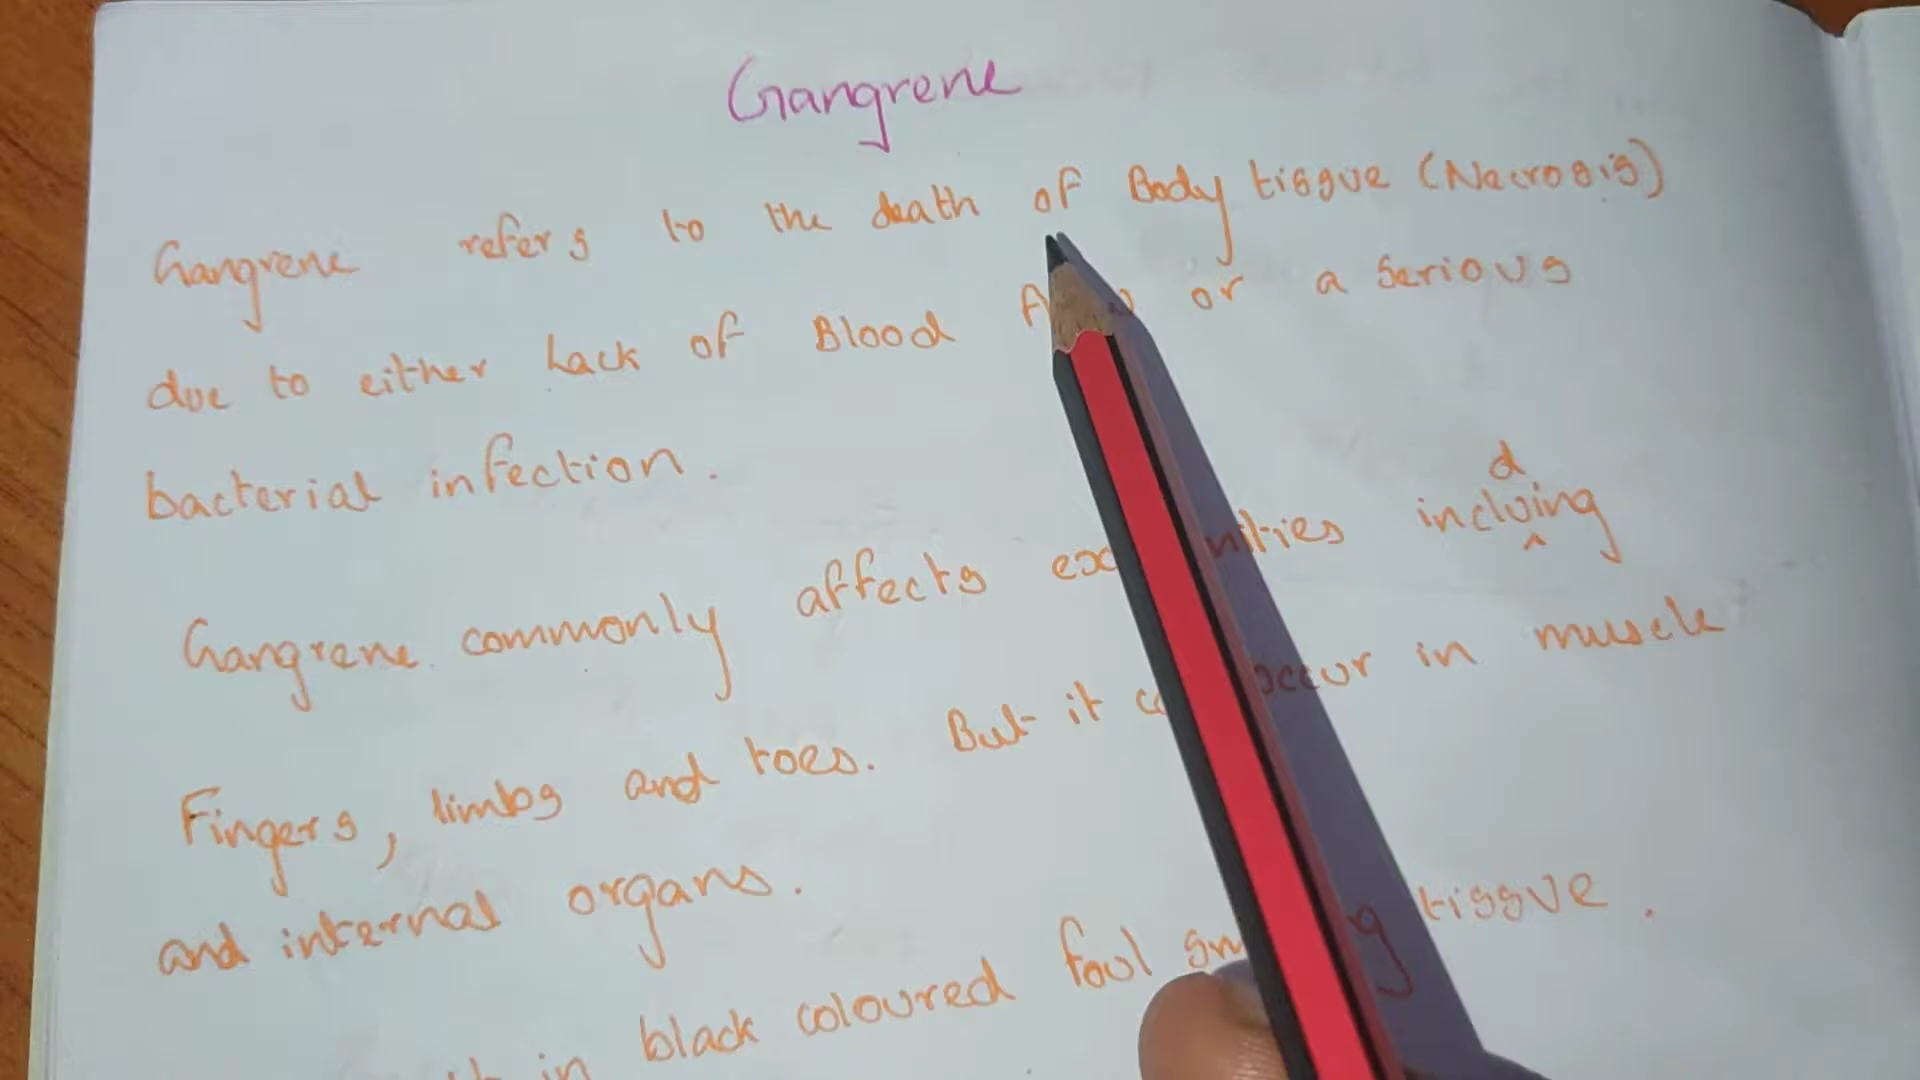 Gangrene
Gangrene refers to the death of Body tissue (Necrosis)
due to either Lack of Blood or a serious
bacterial infection.
Gangrene commonly affects incluing
d
^
Fingers, limbs and toes. But it occur in muscle
and internal organs.
in black coloured foul tissue.